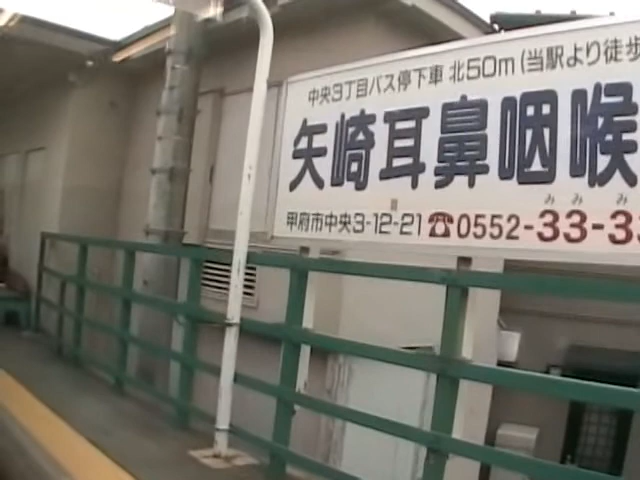 中央3丁目バス停下車 北50m(当駅より徒歩
矢崎耳鼻咽喉
み み み
甲府市中央3-12-21 ☎0552-33-33